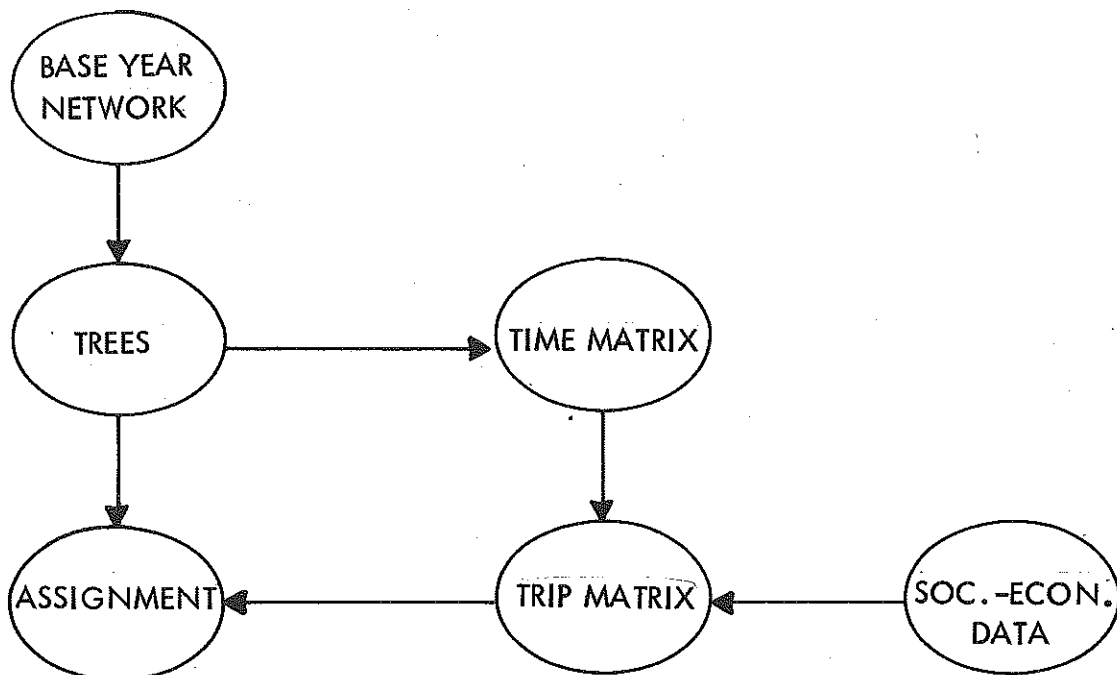 BASE YEAR
NETWORK
TREES
TIME MATRIX
ASSIGNMENT
TRIP MATRIX
SOC.-ECON.
DATA